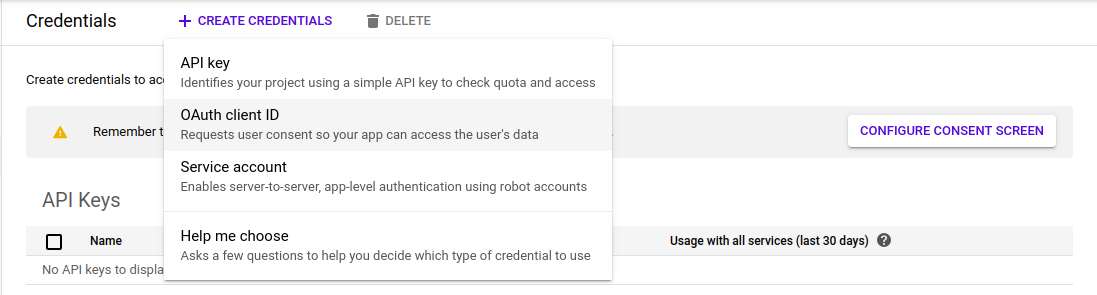 Credentials
+ CREATE CREDENTIALS
DELETE
API key
Identifies your project using a simple API key to check quota and access
Create credentials to acc
OAuth client ID
Requests user consent so your app can access the user's data
Remember t
CONFIGURE CONSENT SCREEN
Service account
Enables server-to-server, app-level authentication using robot accounts
API Keys
Help me choose
Asks a few questions to help you decide which type of credential to use
Name
Usage with all services (last 30 days) ?
No API keys to displa